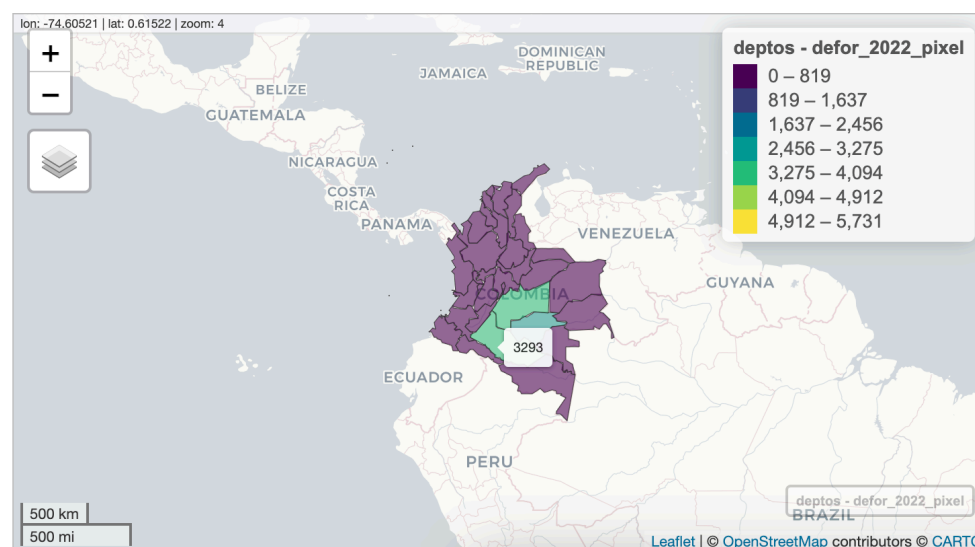 lon: -74.60521 | lat: 0.61522 | zoom: 4
+
−
deptos - defor_2022_pixel
0 – 819
819 – 1,637
1,637 – 2,456
2,456 – 3,275
3,275 – 4,094
4,094 – 4,912
4,912 – 5,731
DOMINICAN
REPUBLIC
JAMAICA
BELIZE
GUATEMALA
NICARAGUA
COSTA
RICA
PANAMA
VENEZUELA
GUYANA
COLOMBIA
3293
ECUADOR
PERU
deptos - defor_2022_pixel
BRAZIL
500 km
500 mi
Leaflet | © OpenStreetMap contributors © CARTO